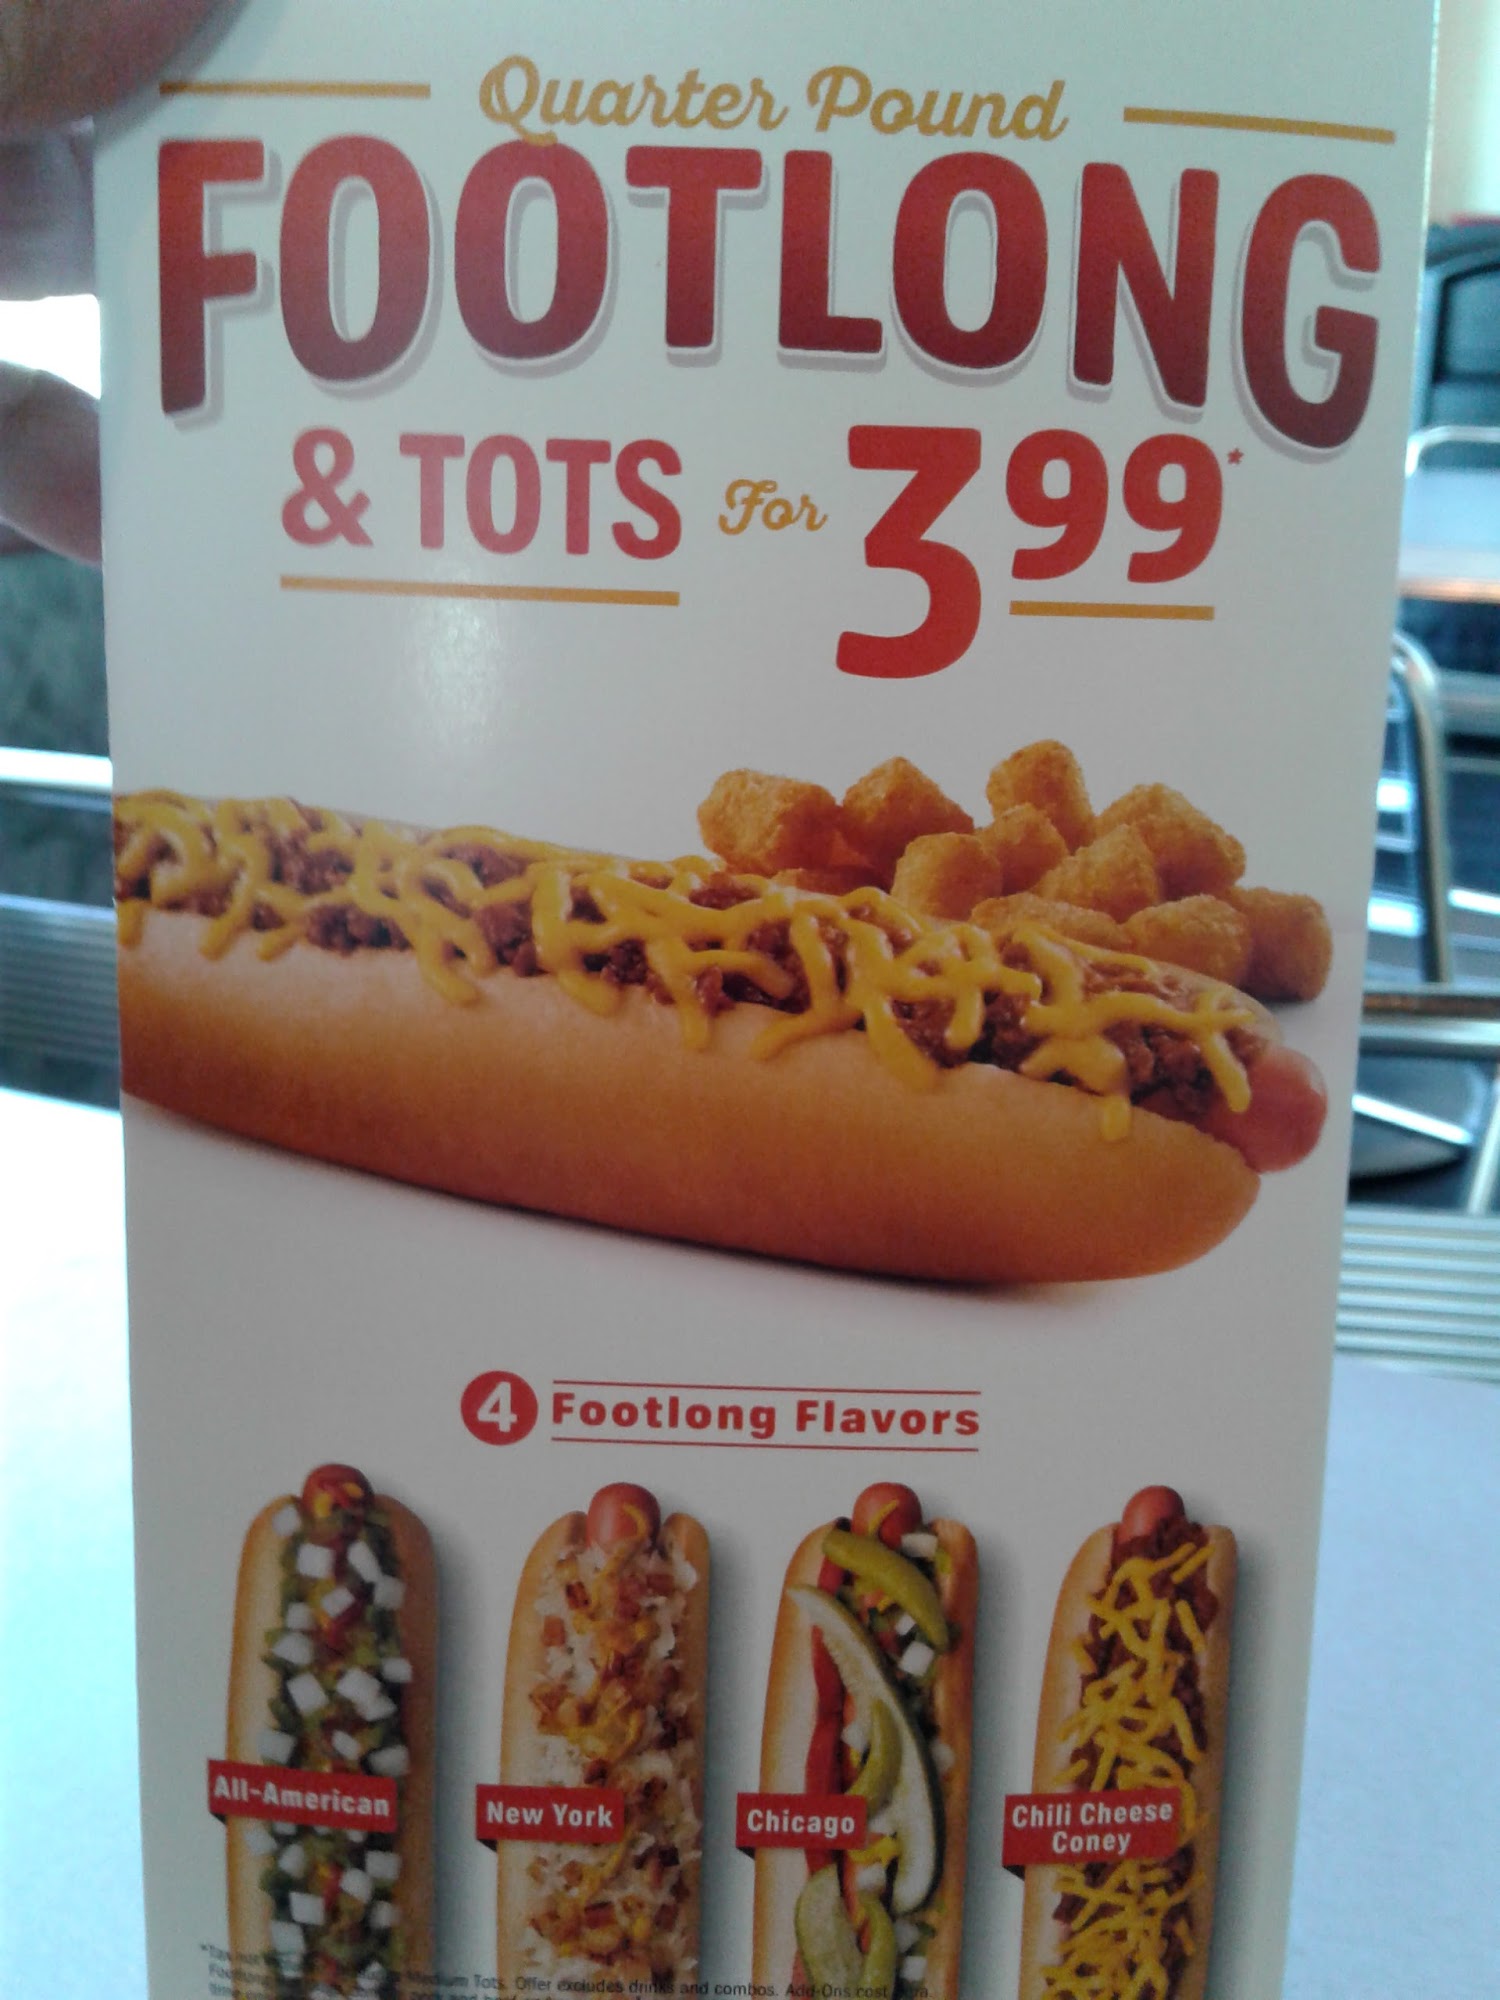 Quarter Pound
FOOTLONG
& TOTS For 3 99*
4 Footlong Flavors
All-American
New York
Chicago
Chili Cheese
Coney
Medium Tots. Offer excludes drinks and combos. Add-Ons cost